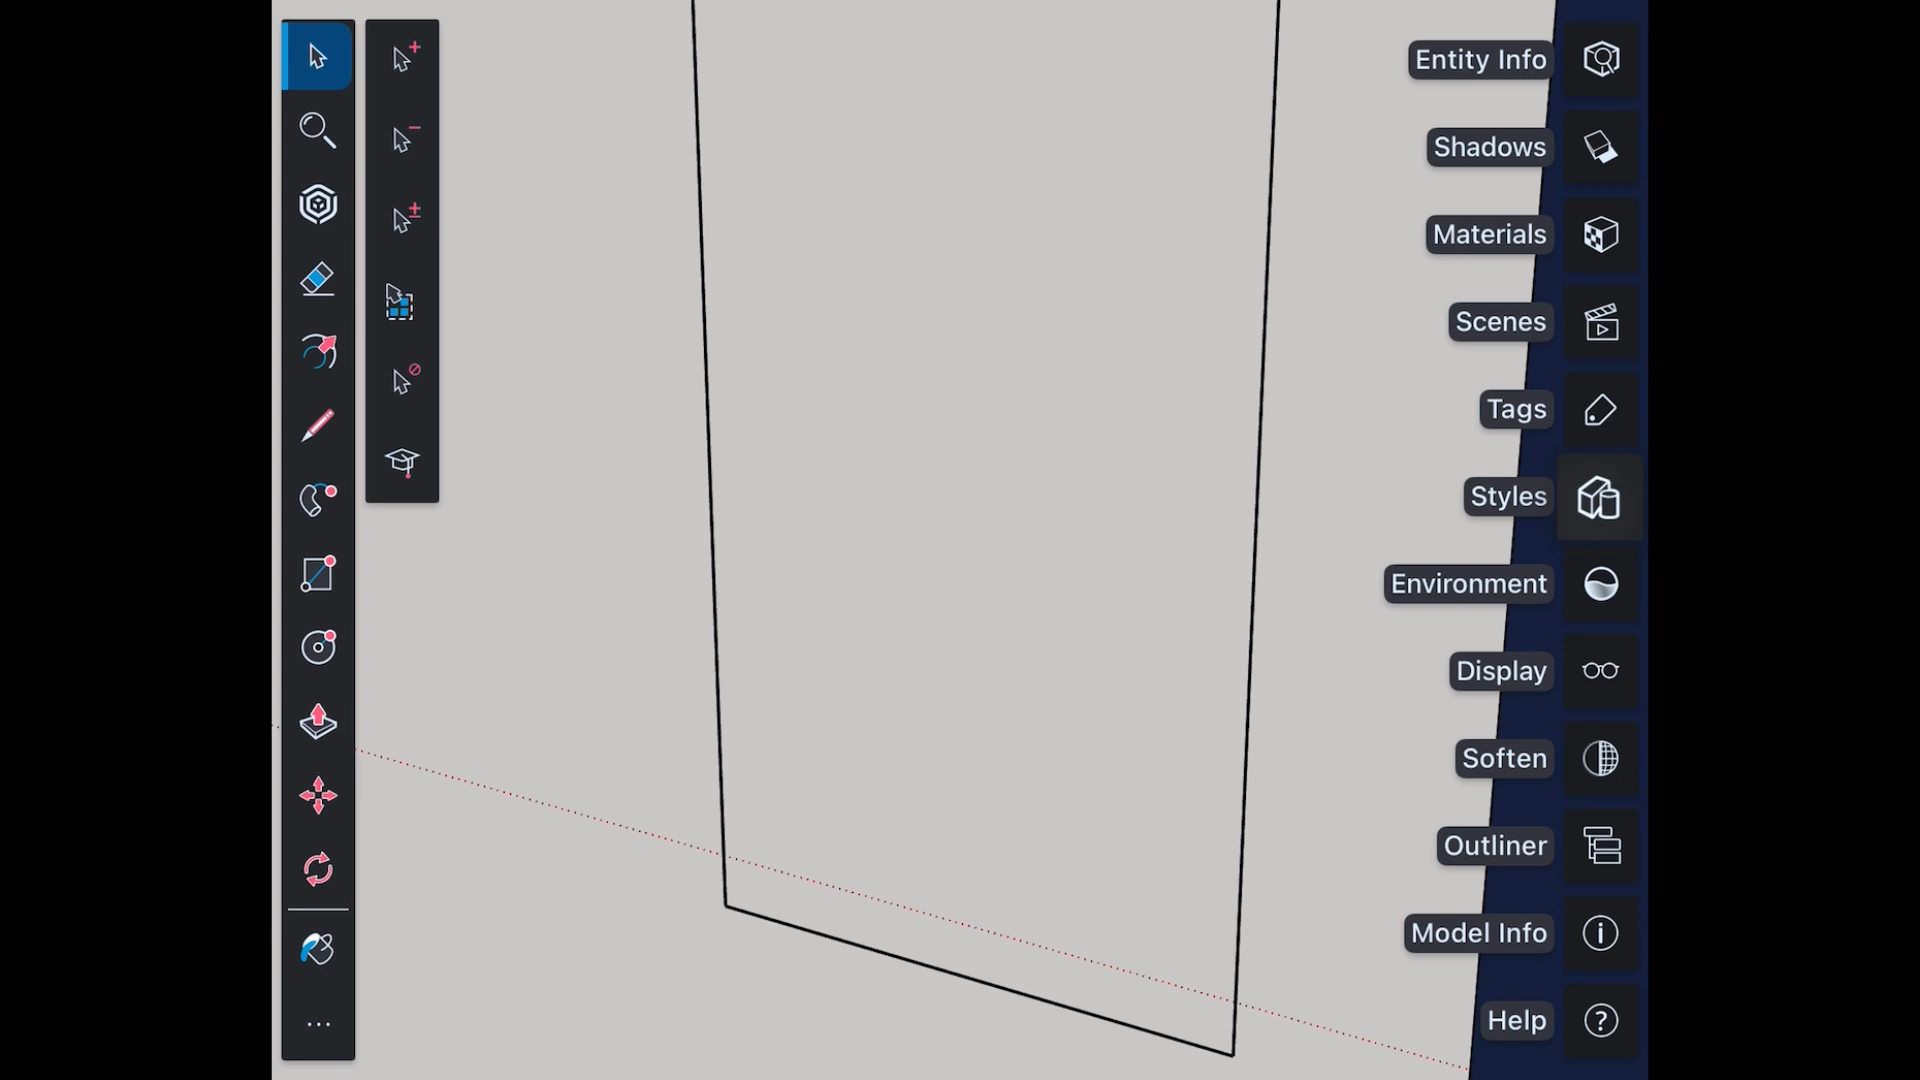 Entity Info
Shadows
Materials
Scenes
Tags
Styles
Environment
Display
Soften
Outliner
Model Info
Help